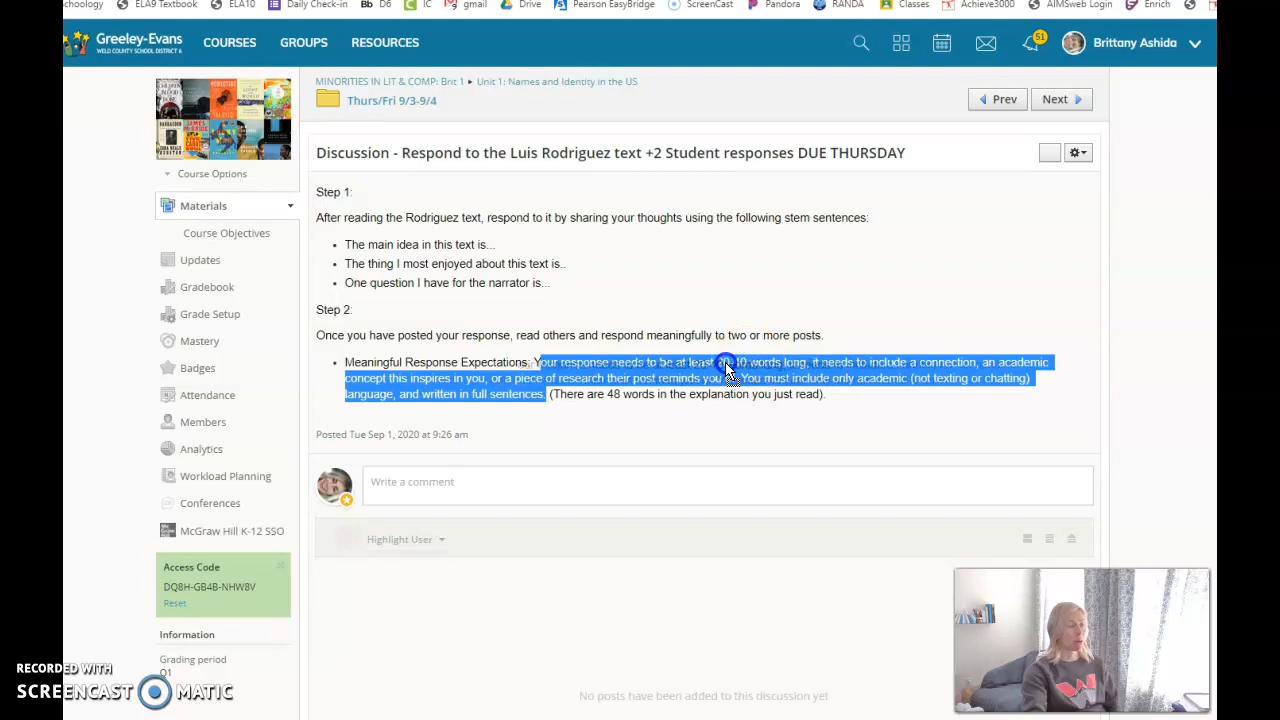 choology ELA9 Textbook ELA10 Daily Check-in Bb D6 IC gmail Drive Pearson EasyBridge ScreenCast Pandora RANDA Classes Achieve3000 AIMSweb Login Enrich
Greeley-Evans COURSES GROUPS RESOURCES 51 Brittany Ashida
WELD COUNTY SCHOOL DISTRICT 6
MINORITIES IN LIT & COMP: Brit 1 ▸ Unit 1: Names and Identity in the US
Thurs/Fri 9/3-9/4 Prev Next
Discussion - Respond to the Luis Rodriguez text +2 Student responses DUE THURSDAY
Course Options
Materials
Course Objectives
Updates
Gradebook
Grade Setup
Mastery
Badges
Attendance
Members
Analytics
Workload Planning
Conferences
McGraw Hill K-12 SSO
Access Code
DQ8H-GB4B-NHW8V
Reset
Information
Grading period
Q1
Step 1:
After reading the Rodriguez text, respond to it by sharing your thoughts using the following stem sentences:
• The main idea in this text is...
• The thing I most enjoyed about this text is..
• One question I have for the narrator is...
Step 2:
Once you have posted your response, read others and respond meaningfully to two or more posts.
• Meaningful Response Expectations: Your response needs to be at least words long, it needs to include a connection, an academic
concept this inspires in you, or a piece of research their post reminds you You must include only academic (not texting or chatting)
language, and written in full sentences. (There are 48 words in the explanation you just read).
Posted Tue Sep 1, 2020 at 9:26 am
Write a comment
Highlight User
No posts have been added to this discussion yet
RECORDED WITH
SCREENCAST MATIC